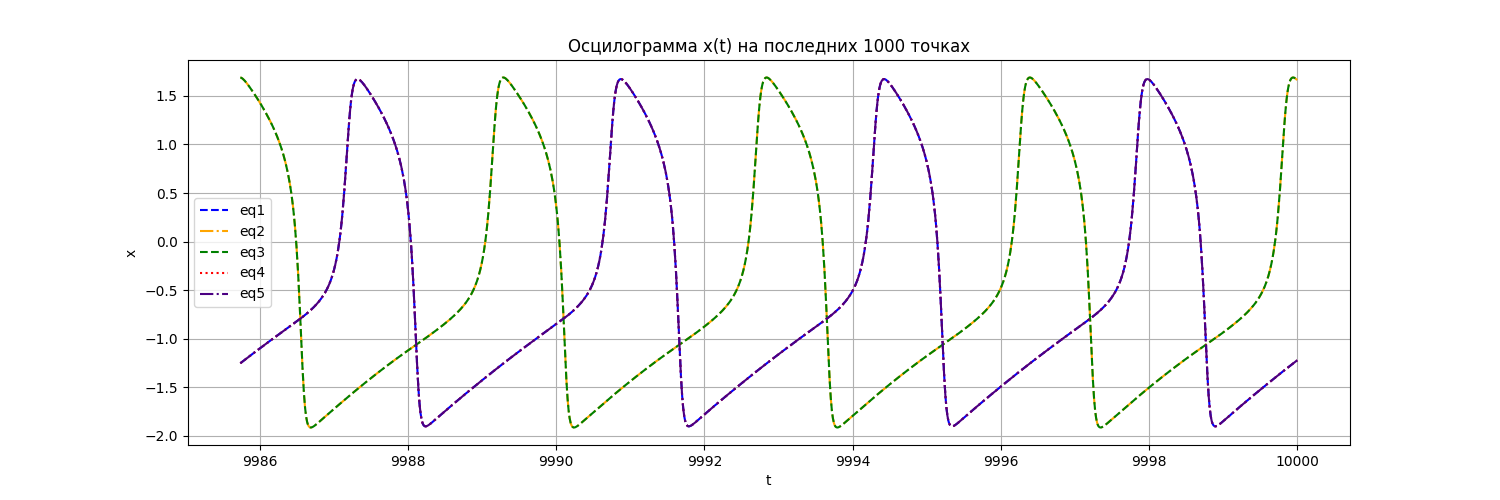 Осцилограмма x(t) на последних 1000 точках
x
1.5
1.0
0.5
0.0
−0.5
−1.0
−1.5
−2.0
eq1
eq2
eq3
eq4
eq5
9986 9988 9990 9992 9994 9996 9998 10000
t